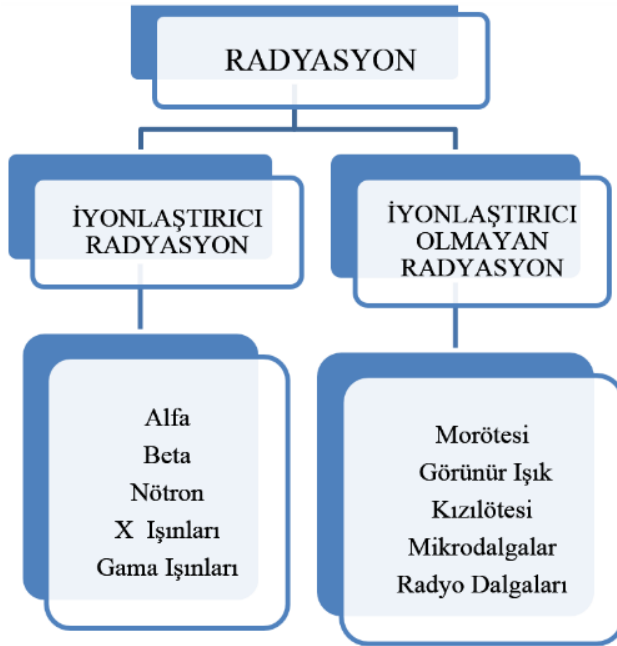 RADYASYON
İYONLAŞTIRICI
RADYASYON
İYONLAŞTIRICI
OLMAYAN
RADYASYON
Alfa
Beta
Nötron
X Işınları
Gama Işınları
Morötesi
Görünür Işık
Kızılötesi
Mikrodalgalar
Radyo Dalgaları